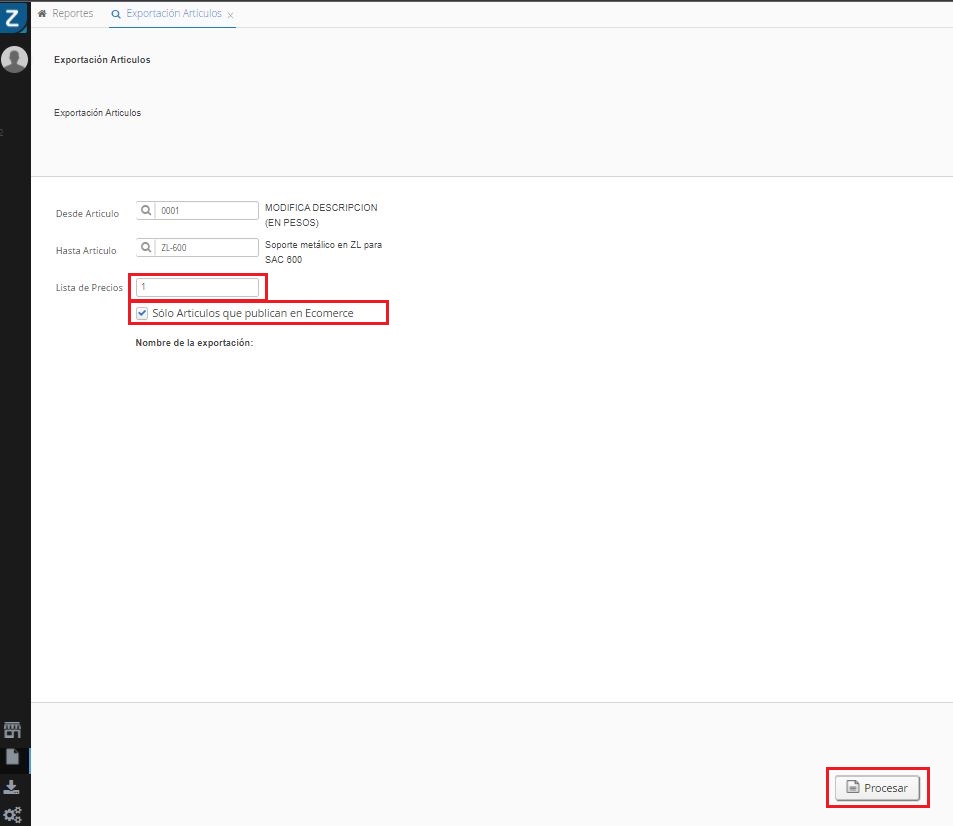 Z
Reportes
Exportación Articulos
Exportación Articulos
Exportación Articulos
2
Desde Articulo
0001
MODIFICA DESCRIPCION
(EN PESOS)
Hasta Articulo
ZL-600
Soporte metálico en ZL para
SAC 600
Lista de Precios
1
Sólo Articulos que publican en Ecomerce
Nombre de la exportación:
Procesar